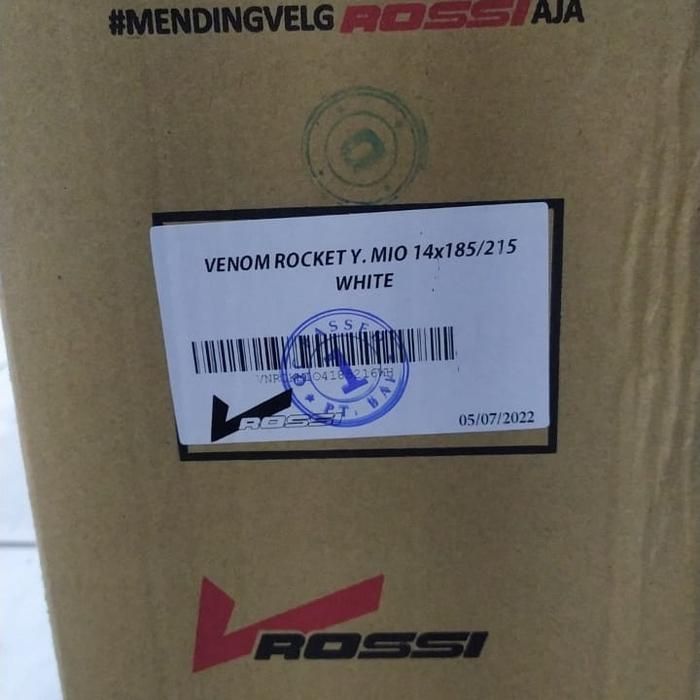 #MENDINGVELG ROSSI AJA
VENOM ROCKET Y. MIO 14x185/215
WHITE
ROSSI
05/07/2022
ROSSI